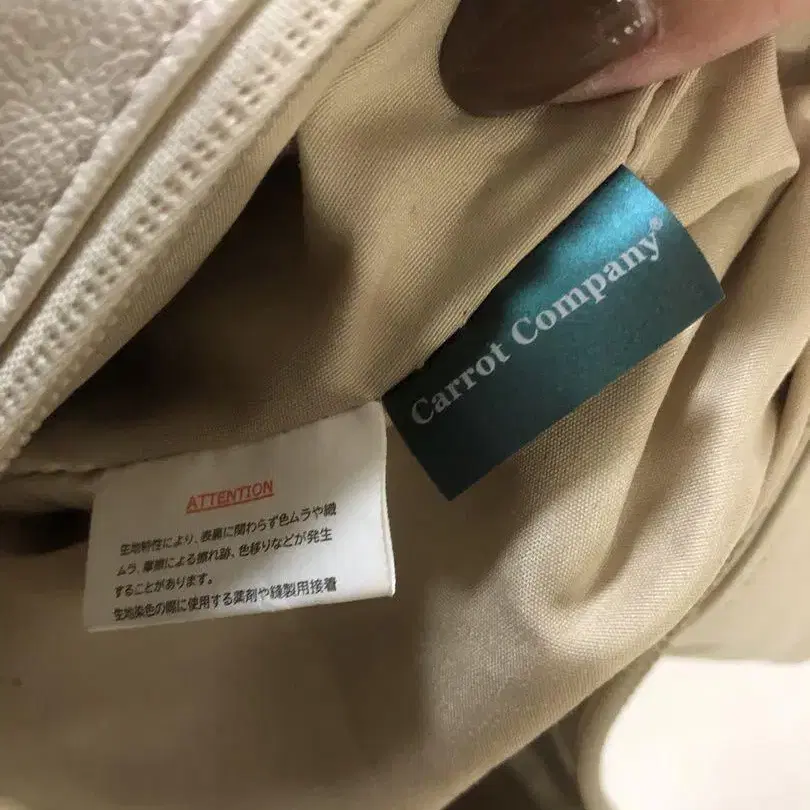 Carrot Company®
ATTENTION
生地特性により、表裏に関わらず色ムラや織
ムラ、摩擦による擦れ跡、色移りなどが発生
することがあります。
生地染色の際に使用する薬剤や縫製用接着